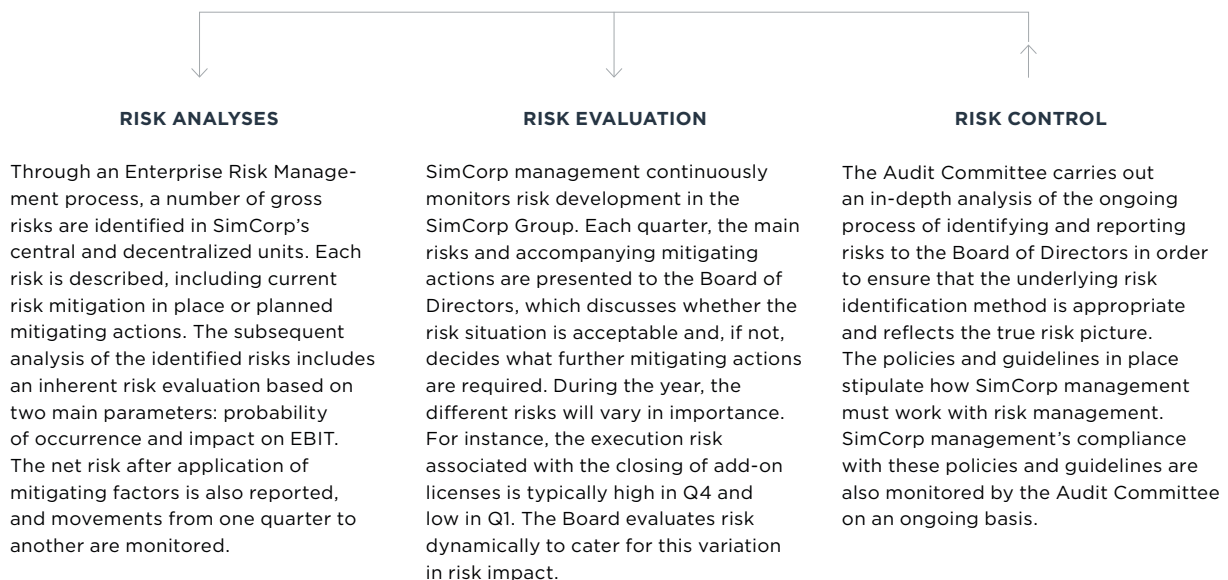 RISK ANALYSES
Through an Enterprise Risk Manage-
ment process, a number of gross
risks are identified in SimCorp's
central and decentralized units. Each
risk is described, including current
risk mitigation in place or planned
mitigating actions. The subsequent
analysis of the identified risks includes
an inherent risk evaluation based on
two main parameters: probability
of occurrence and impact on EBIT.
The net risk after application of
mitigating factors is also reported,
and movements from one quarter to
another are monitored.
RISK EVALUATION
SimCorp management continuously
monitors risk development in the
SimCorp Group. Each quarter, the main
risks and accompanying mitigating
actions are presented to the Board of
Directors, which discusses whether the
risk situation is acceptable and, if not,
decides what further mitigating actions
are required. During the year, the
different risks will vary in importance.
For instance, the execution risk
associated with the closing of add-on
licenses is typically high in Q4 and
low in Q1. The Board evaluates risk
dynamically to cater for this variation
in risk impact.
RISK CONTROL
The Audit Committee carries out
an in-depth analysis of the ongoing
process of identifying and reporting
risks to the Board of Directors in order
to ensure that the underlying risk
identification method is appropriate
and reflects the true risk picture.
The policies and guidelines in place
stipulate how SimCorp management
must work with risk management.
SimCorp management's compliance
with these policies and guidelines are
also monitored by the Audit Committee
on an ongoing basis.